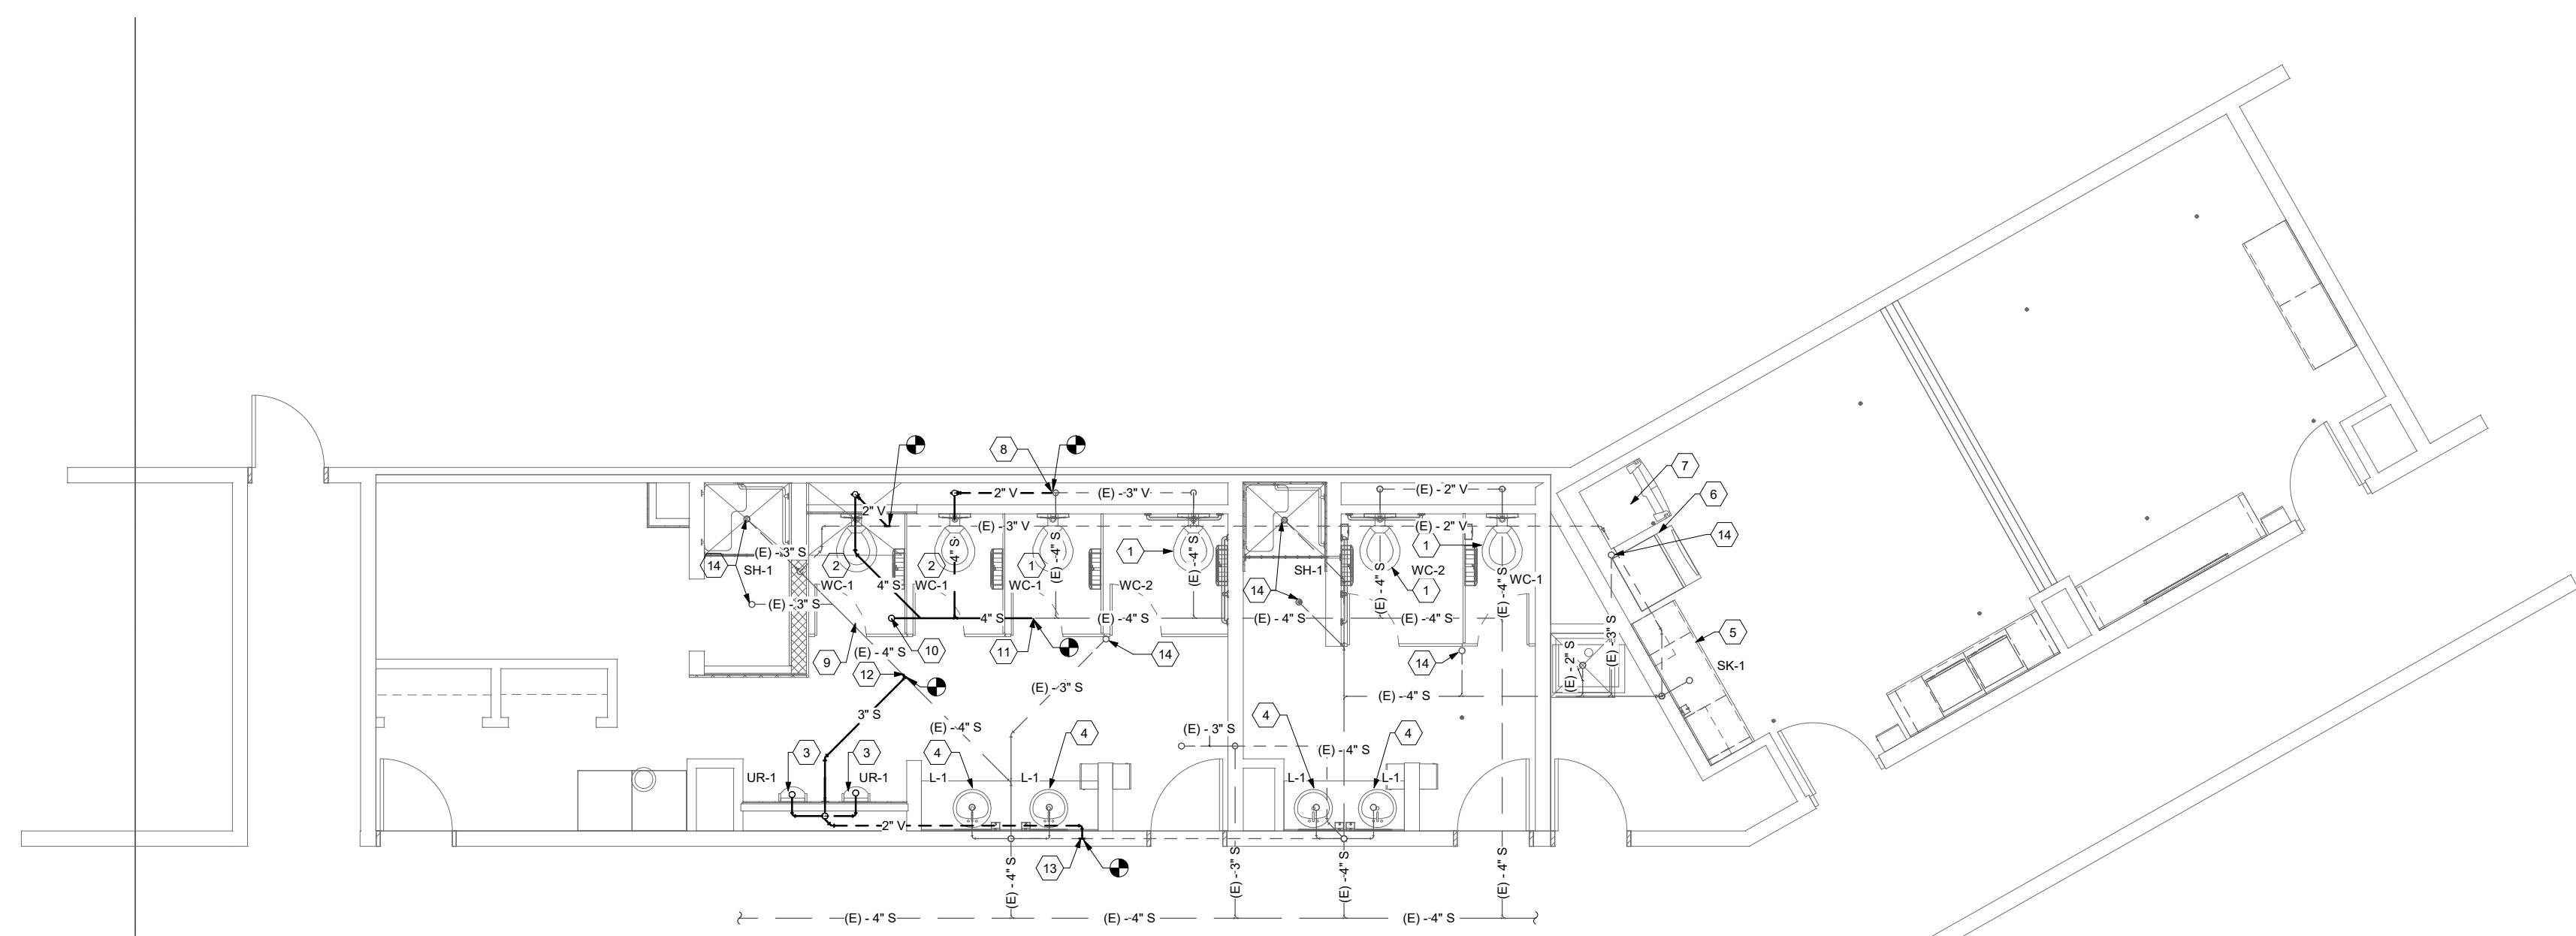 8
7
6
2" V
(E) - 3" V
(E) - 2" V
2" V
(E) - 3" V
(E) - 2" V
14
(E) - 3" S
14
SH-1
2
WC-1
4" S
2
WC-1
4" S
1
WC-1
(E) - 4" S
1
WC-2
(E) - 4" S
SH-1
14
(E) - 4" S
1
WC-2
1
WC-1
(E) - 4" S
(E) - 3" S
4" S
(E) - 4" S
(E) - 4" S
(E) - 4" S
(E) - 3" S
5
SK-1
9
(E) - 4" S
10
11
14
14
(E) - 2" S
12
(E) - 3" S
(E) - 4" S
3" S
(E) - 4" S
(E) - 3" S
(E) - 4" S
3
3
4
4
4
4
UR-1
UR-1
L-1
L-1
L-1
L-1
2" V
13
(E) - 4" S
(E) - 3" S
(E) - 4" S
(E) - 4" S
(E) - 4" S
(E) - 4" S
(E) - 4" S